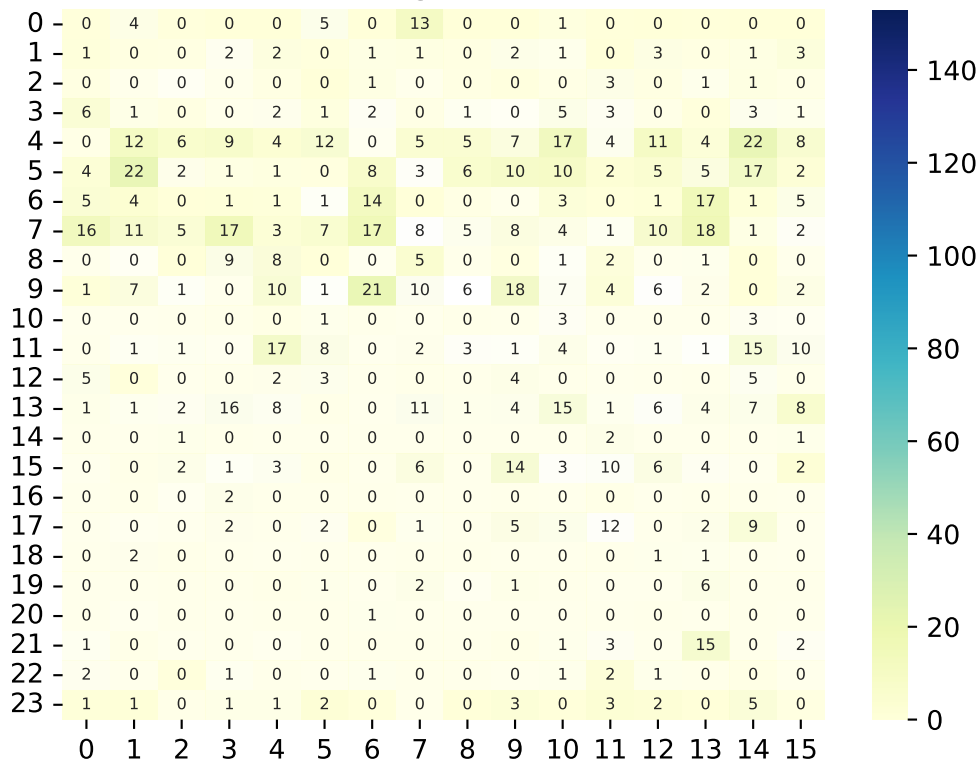 0 0 4 0 0 0 5 0 13 0 0 1 0 0 0 0 0
1 1 0 0 2 2 0 1 1 0 2 1 0 3 0 1 3
2 0 0 0 0 0 0 1 0 0 0 0 3 0 1 1 0
3 6 1 0 0 2 1 2 0 1 0 5 3 0 0 3 1
4 0 12 6 9 4 12 0 5 5 7 17 4 11 4 22 8
5 4 22 2 1 1 0 8 3 6 10 10 2 5 5 17 2
6 5 4 0 1 1 1 14 0 0 0 3 0 1 17 1 5
7 16 11 5 17 3 7 17 8 5 8 4 1 10 18 1 2
8 0 0 0 9 8 0 0 5 0 0 1 2 0 1 0 0
9 1 7 1 0 10 1 21 10 6 18 7 4 6 2 0 2
10 0 0 0 0 0 1 0 0 0 0 3 0 0 0 3 0
11 0 1 1 0 17 8 0 2 3 1 4 0 1 1 15 10
12 5 0 0 0 2 3 0 0 0 4 0 0 0 0 5 0
13 1 1 2 16 8 0 0 11 1 4 15 1 6 4 7 8
14 0 0 1 0 0 0 0 0 0 0 0 2 0 0 0 1
15 0 0 2 1 3 0 0 6 0 14 3 10 6 4 0 2
16 0 0 0 2 0 0 0 0 0 0 0 0 0 0 0 0
17 0 0 0 2 0 2 0 1 0 5 5 12 0 2 9 0
18 0 2 0 0 0 0 0 0 0 0 0 0 1 1 0 0
19 0 0 0 0 0 1 0 2 0 1 0 0 0 6 0 0
20 0 0 0 0 0 0 1 0 0 0 0 0 0 0 0 0
21 1 0 0 0 0 0 0 0 0 0 1 3 0 15 0 2
22 2 0 0 1 0 0 1 0 0 0 1 2 1 0 0 0
23 1 1 0 1 1 2 0 0 0 3 0 3 2 0 5 0
0 1 2 3 4 5 6 7 8 9 10 11 12 13 14 15
140
120
100
80
60
40
20
0